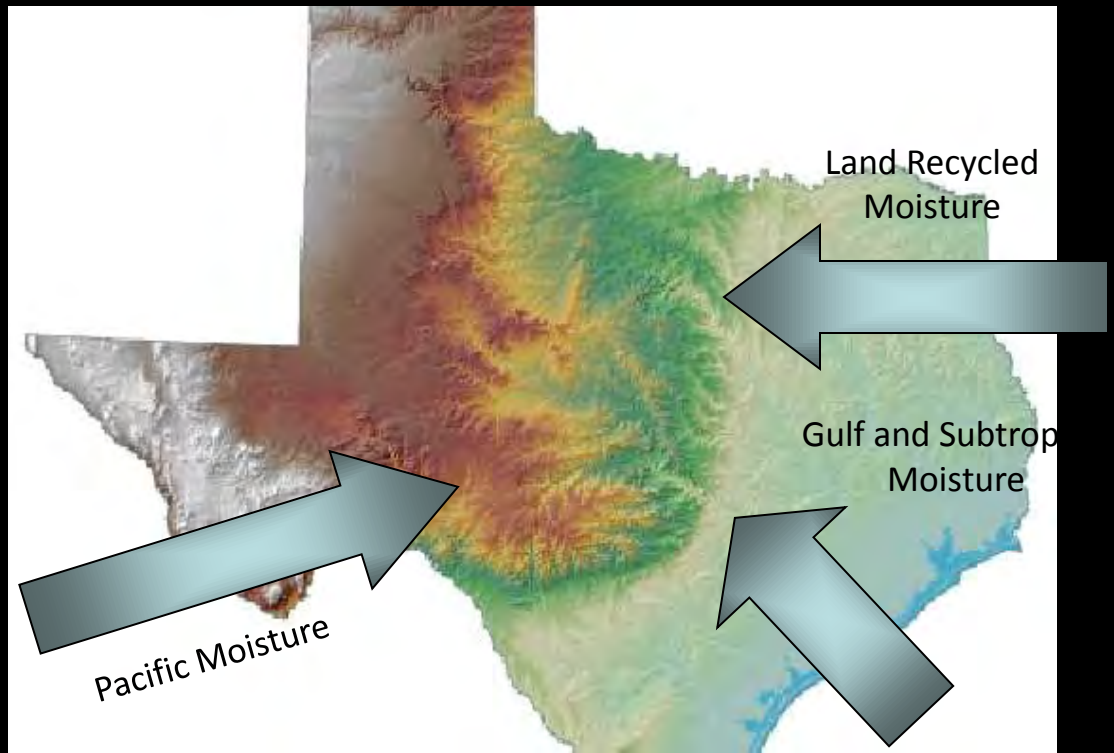 Land Recycled
Moisture
Gulf and Subtrop
Moisture
Pacific Moisture